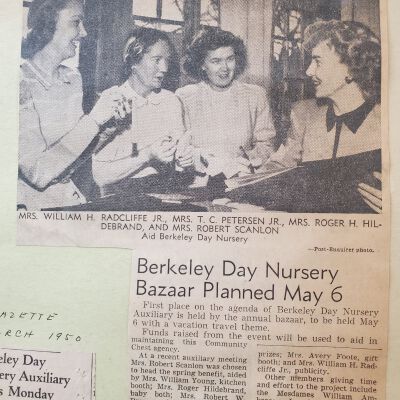 MRS. WILLIAM H. RADCLIFFE JR., MRS. T. C. PETERSEN JR., MRS. ROGER H. HIL-
DEBRAND, AND MRS. ROBERT SCANLON
Aid Berkeley Day Nursery
—Post-Enquirer photo.
Berkeley Day Nursery
Bazaar Planned May 6
First place on the agenda of Berkeley Day Nursery
Auxiliary is held by the annual bazaar, to be held May
6 with a vacation travel theme.
Funds raised from the event will be used to aid in
maintaining this Community
Chest agency.
At a recent auxiliary meeting
Mrs. Robert Scanlon was chosen
to head the spring benefit, aided
by Mrs. William Young, kitchen
booth; Mrs. Roger Hildebrand,
baby both; Mrs. Robert W.
prizes; Mrs. Avery Foote, gift
booth; and Mrs. William H. Rad-
cliffe Jr., publicity.
Other members giving time
and effort to the project include
the Mesdames William Am-
AZETTE
ARCH 1950
eley Day
ery Auxiliary
s Monday